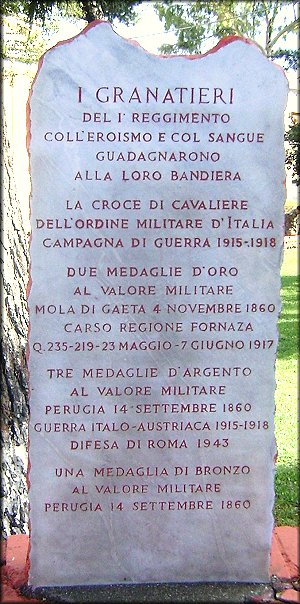 I GRANATIERI
DEL I° REGGIMENTO
COLL'EROISMO E COL SANGUE
GUADAGNARONO
ALLA LORO BANDIERA
LA CROCE DI CAVALIERE
DELL'ORDINE MILITARE D'ITALIA
CAMPAGNA DI GUERRA 1915-1918
DUE MEDAGLIE D'ORO
AL VALORE MILITARE
MOLA DI GAETA 4 NOVEMBRE 1860
CARSO REGIONE FORNAZA
Q.235-219-23 MAGGIO-7 GIUGNO 1917
TRE MEDAGLIE D'ARGENTO
AL VALORE MILITARE
PERUGIA 14 SETTEMBRE 1860
GUERRA ITALO-AUSTRIACA 1915-1918
DIFESA DI ROMA 1943
UNA MEDAGLIA DI BRONZO
AL VALORE MILITARE
PERUGIA 14 SETTEMBRE 1860